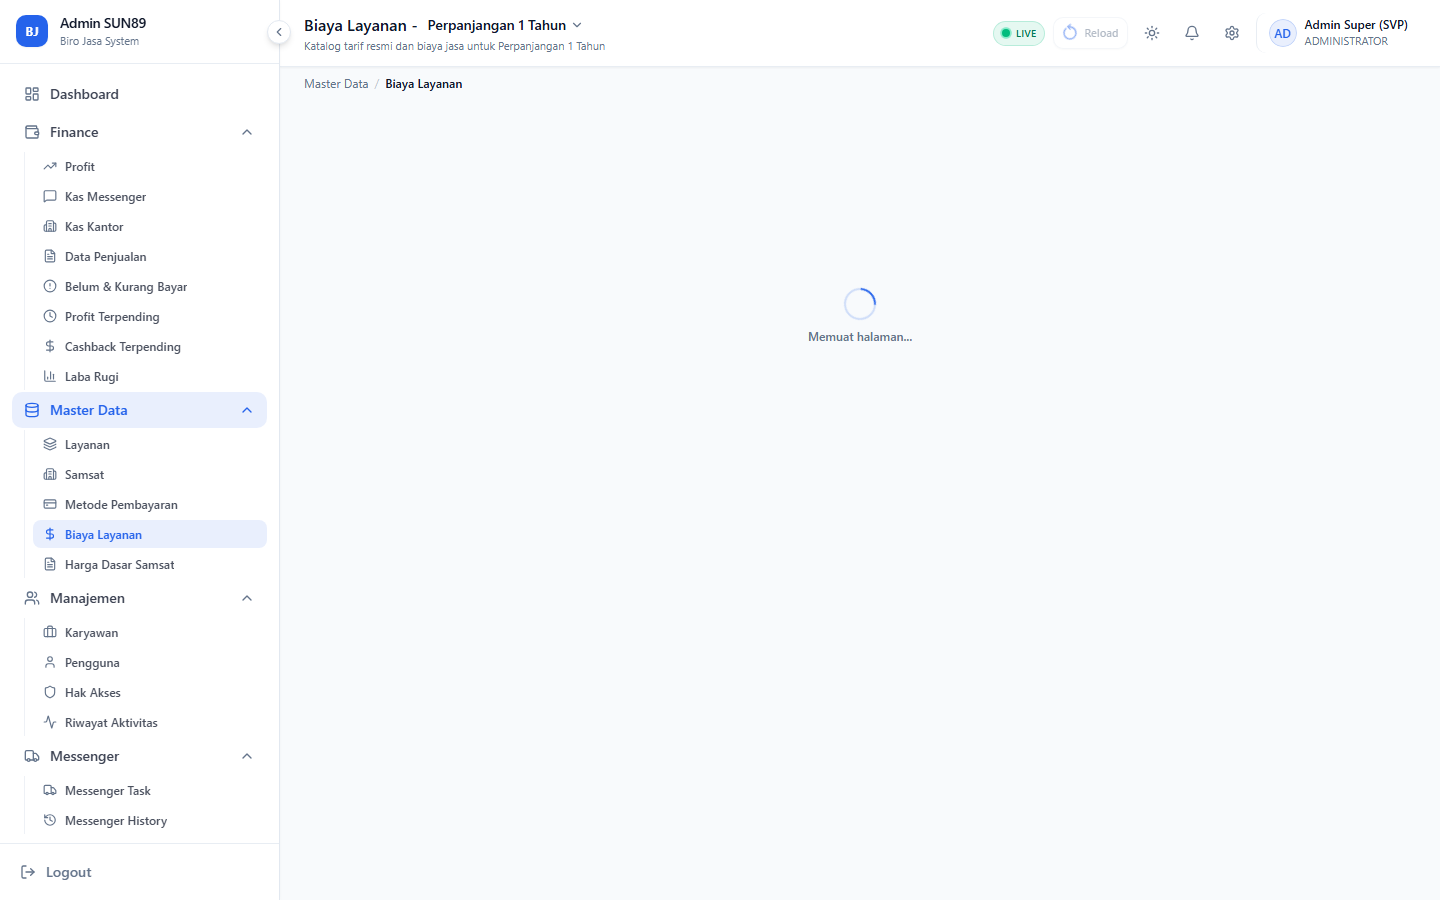 BJ
Admin SUN89
Biro Jasa System
Dashboard
Finance
Profit
Kas Messenger
Kas Kantor
Data Penjualan
Belum & Kurang Bayar
Profit Terpending
Cashback Terpending
Laba Rugi
Master Data
Layanan
Samsat
Metode Pembayaran
Biaya Layanan
Harga Dasar Samsat
Manajemen
Karyawan
Pengguna
Hak Akses
Riwayat Aktivitas
Messenger
Messenger Task
Messenger History
Logout
Biaya Layanan - Perpanjangan 1 Tahun
Katalog tarif resmi dan biaya jasa untuk Perpanjangan 1 Tahun
LIVE
Reload
AD
Admin Super (SVP)
ADMINISTRATOR
Master Data / Biaya Layanan
Memuat halaman...